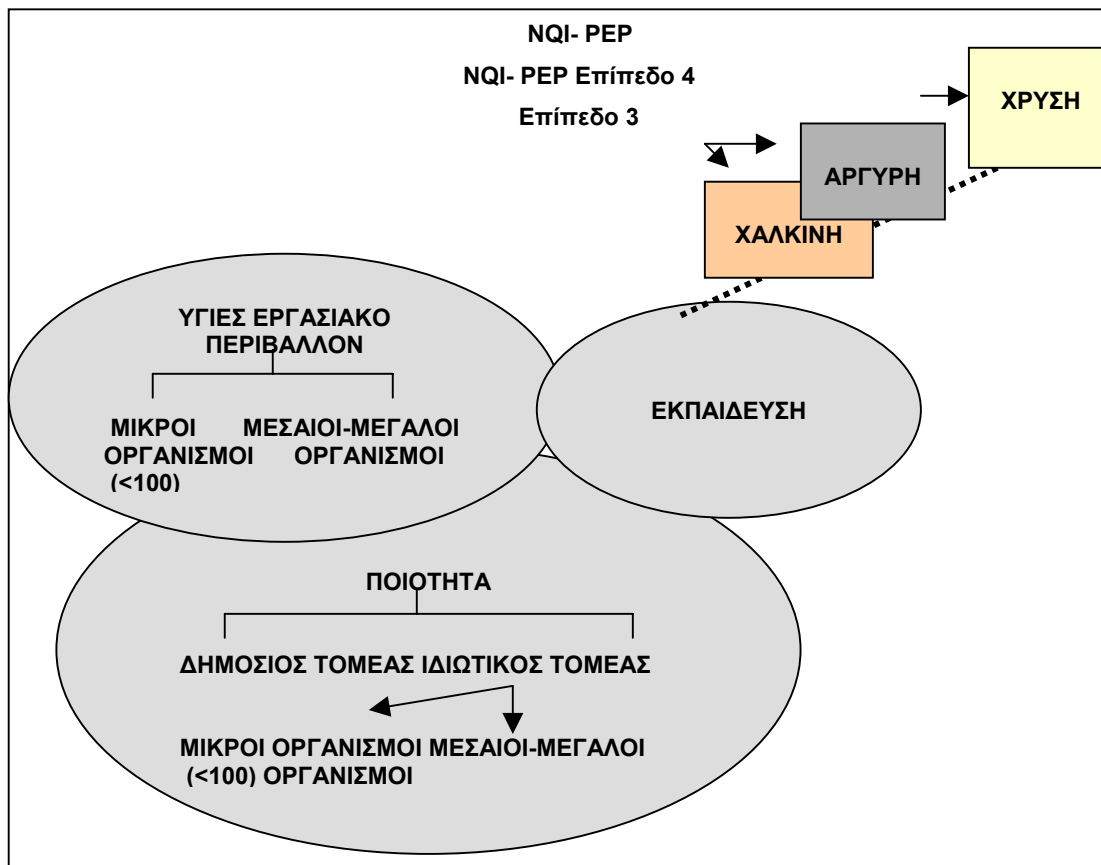 NQI- PEP
NQI- PEP Επίπεδο 4
Επίπεδο 3
ΧΡΥΣΗ
ΑΡΓΥΡΗ
ΧΑΛΚΙΝΗ
ΥΓΙΕΣ ΕΡΓΑΣΙΑΚΟ
ΠΕΡΙΒΑΛΛΟΝ
ΜΙΚΡΟΙ ΜΕΣΑΙΟΙ-ΜΕΓΑΛΟΙ
ΟΡΓΑΝΙΣΜΟΙ ΟΡΓΑΝΙΣΜΟΙ
(<100)
ΕΚΠΑΙΔΕΥΣΗ
ΠΟΙΟΤΗΤΑ
ΔΗΜΟΣΙΟΣ ΤΟΜΕΑΣ ΙΔΙΩΤΙΚΟΣ ΤΟΜΕΑΣ
ΜΙΚΡΟΙ ΟΡΓΑΝΙΣΜΟΙ ΜΕΣΑΙΟΙ-ΜΕΓΑΛΟΙ
(<100) ΟΡΓΑΝΙΣΜΟΙ